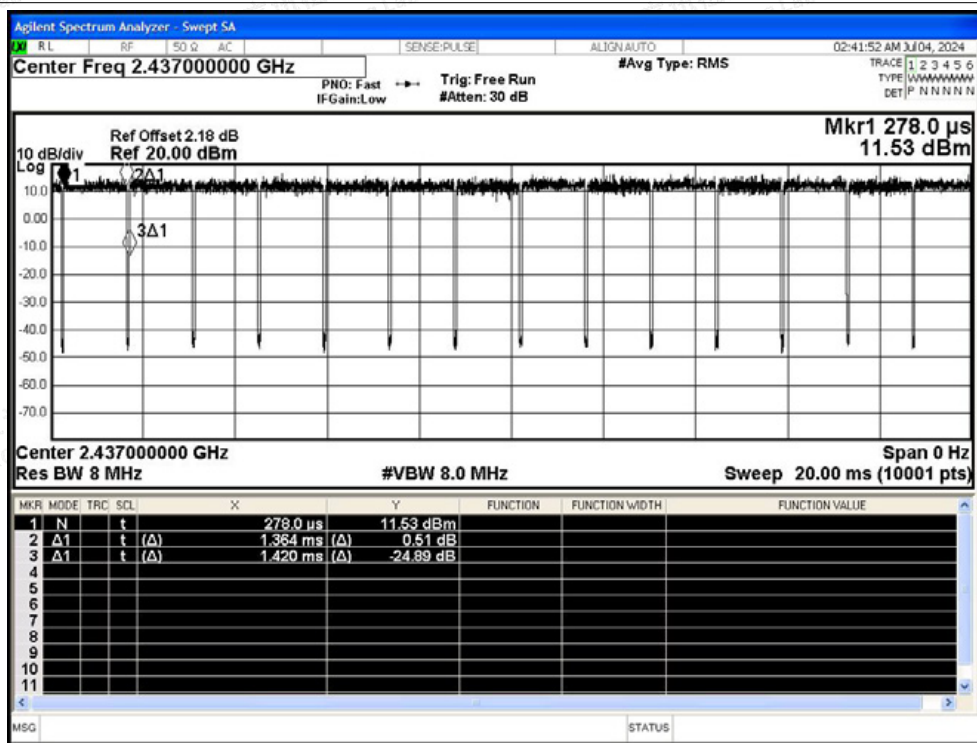 Agilent Spectrum Analyzer - Swept SA
RL RF 50 Ω AC SENSE:PULSE ALIGN AUTO 02:41:52 AM Jul 04, 2024
Center Freq 2.437000000 GHz #Avg Type: RMS TRACE 1 2 3 4 5 6
PNO: Fast Trig: Free Run TYPE WWWWWW
IFGain:Low #Atten: 30 dB DET P N N N N N
Mkr1 278.0 µs
11.53 dBm
Ref Offset 2.18 dB
10 dB/div Ref 20.00 dBm
Log
1 2Δ1
10.0
0.00
3Δ1
-10.0
-20.0
-30.0
-40.0
-50.0
-60.0
-70.0
Center 2.437000000 GHz Span 0 Hz
Res BW 8 MHz #VBW 8.0 MHz Sweep 20.00 ms (10001 pts)
MKR MODE TRC SCL X Y FUNCTION FUNCTION WIDTH FUNCTION VALUE
1 N t 278.0 µs 11.53 dBm
2 Δ1 t (Δ) 1.364 ms (Δ) 0.51 dB
3 Δ1 t (Δ) 1.420 ms (Δ) -24.89 dB
4
5
6
7
8
9
10
11
MSG STATUS